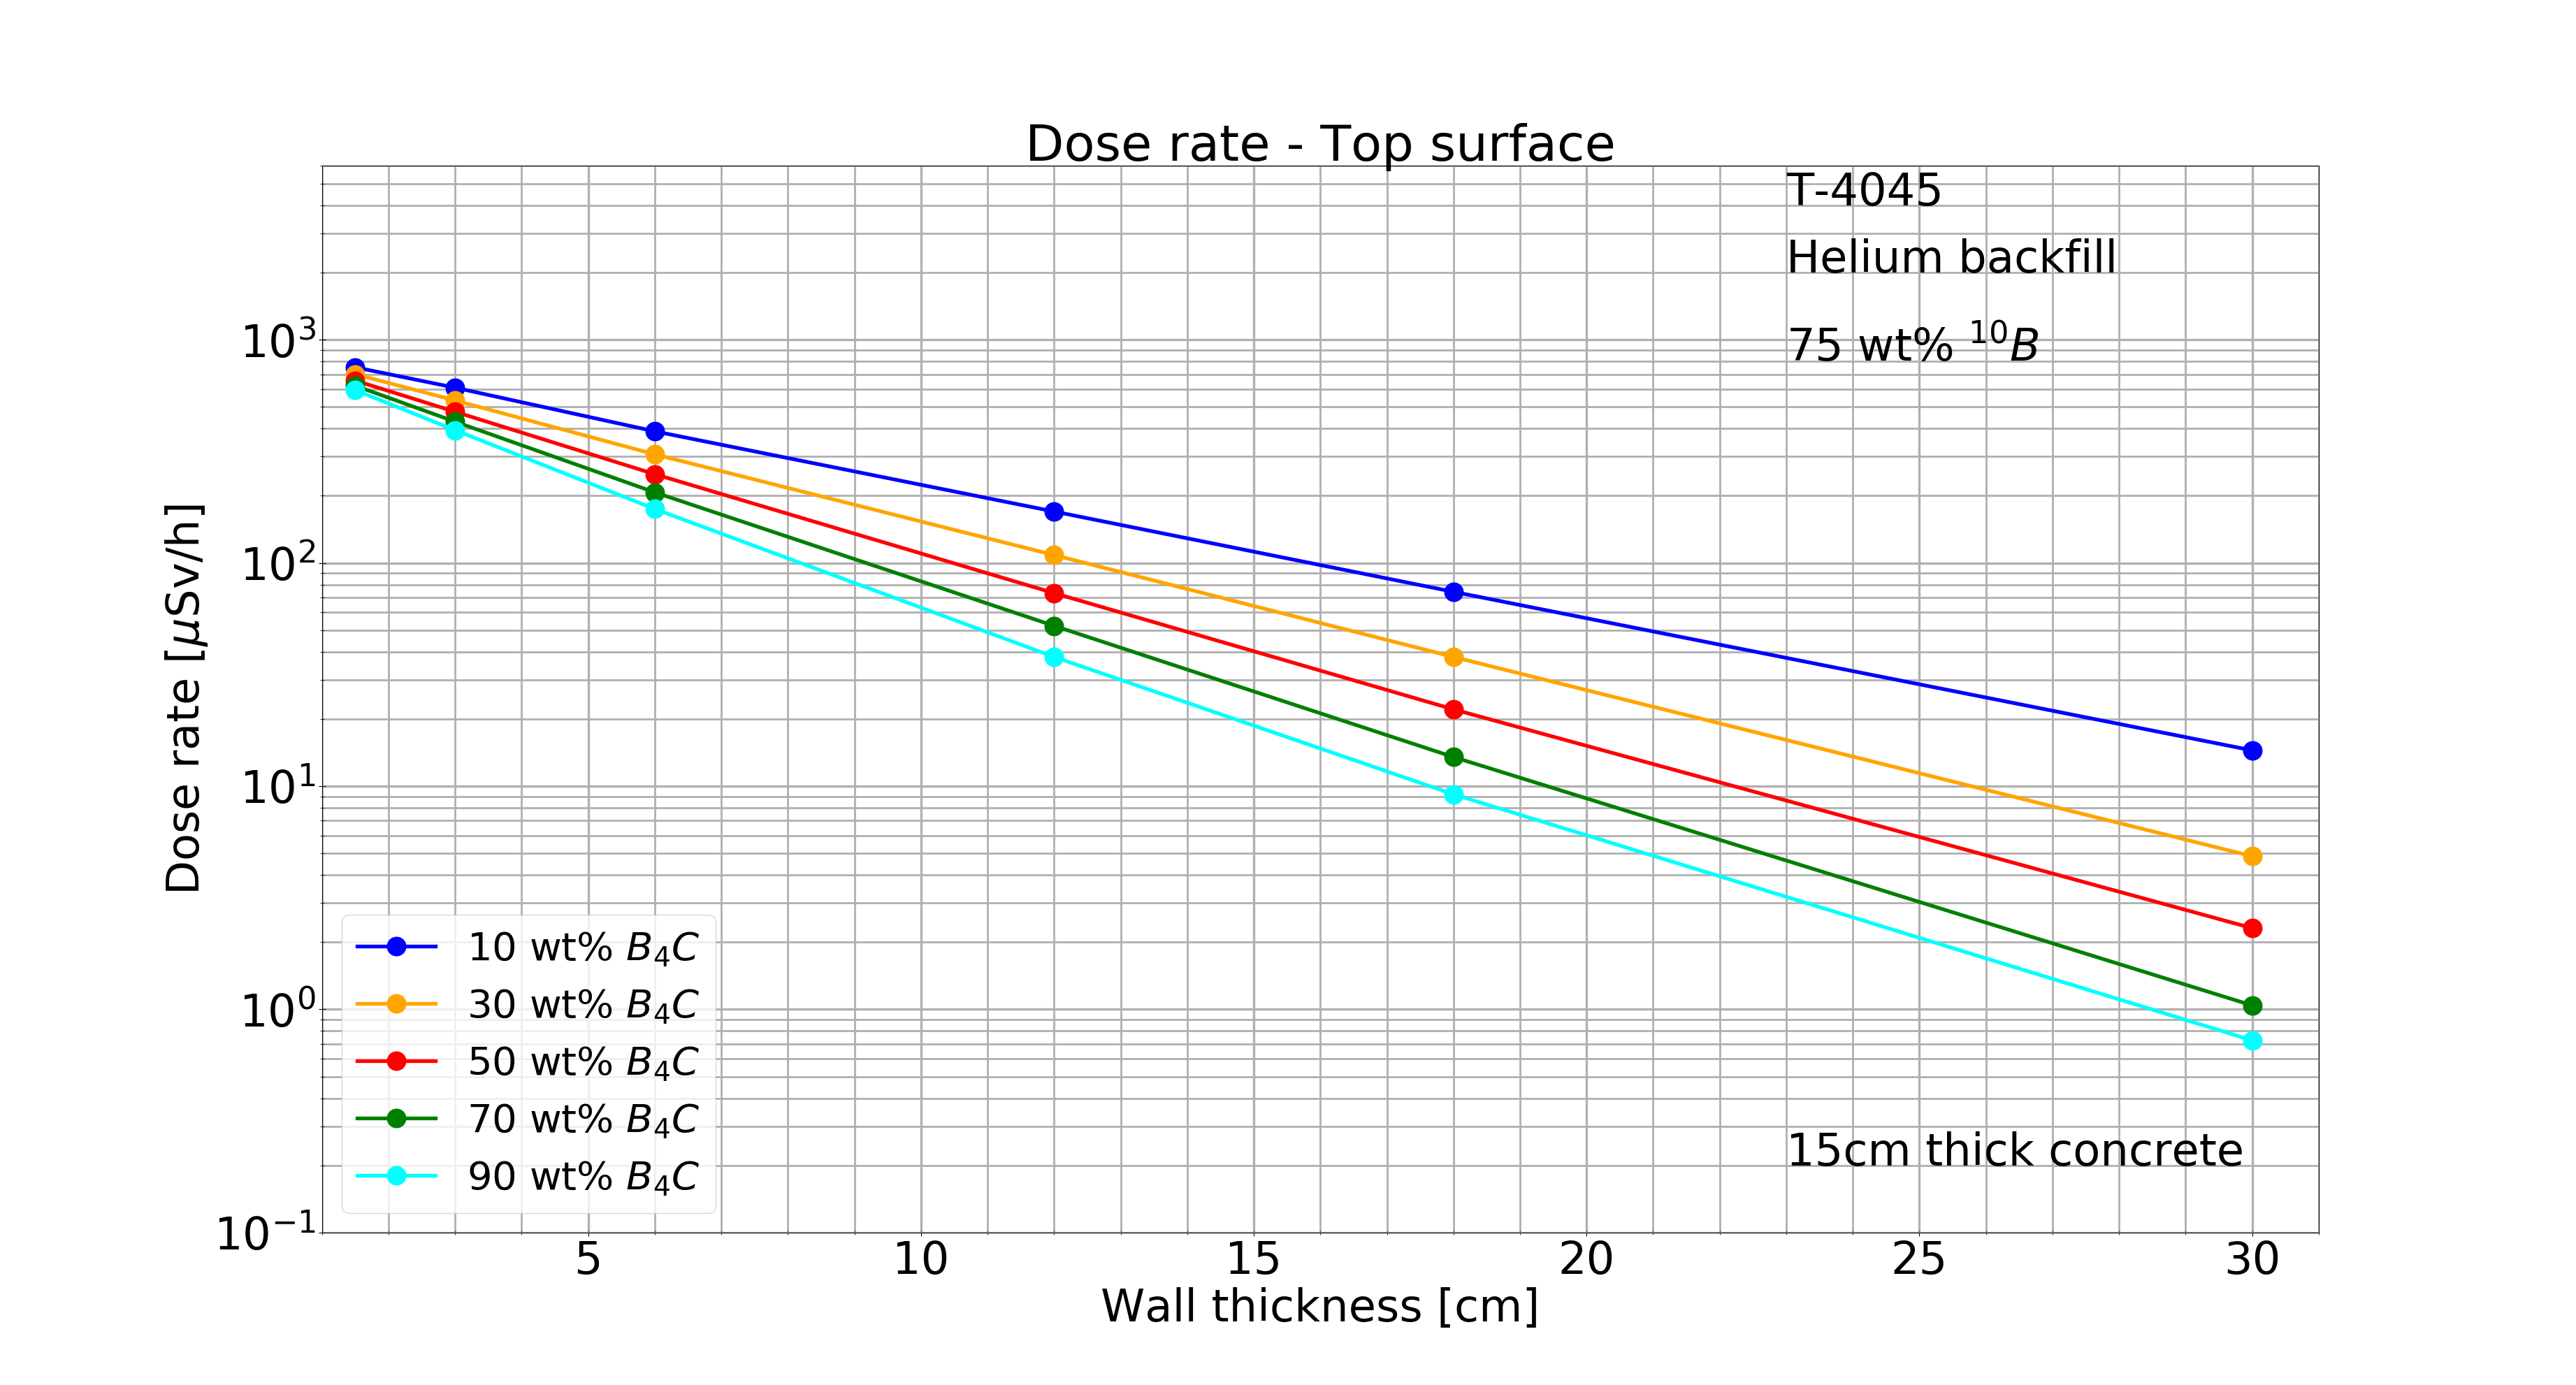 Dose rate - Top surface
T-4045
Helium backfill
75 wt% ¹⁰B
10³
10²
10¹
10⁰
10⁻¹
Dose rate [μSv/h]
10 wt% B₄C
30 wt% B₄C
50 wt% B₄C
70 wt% B₄C
90 wt% B₄C
15cm thick concrete
5 10 15 20 25 30
Wall thickness [cm]